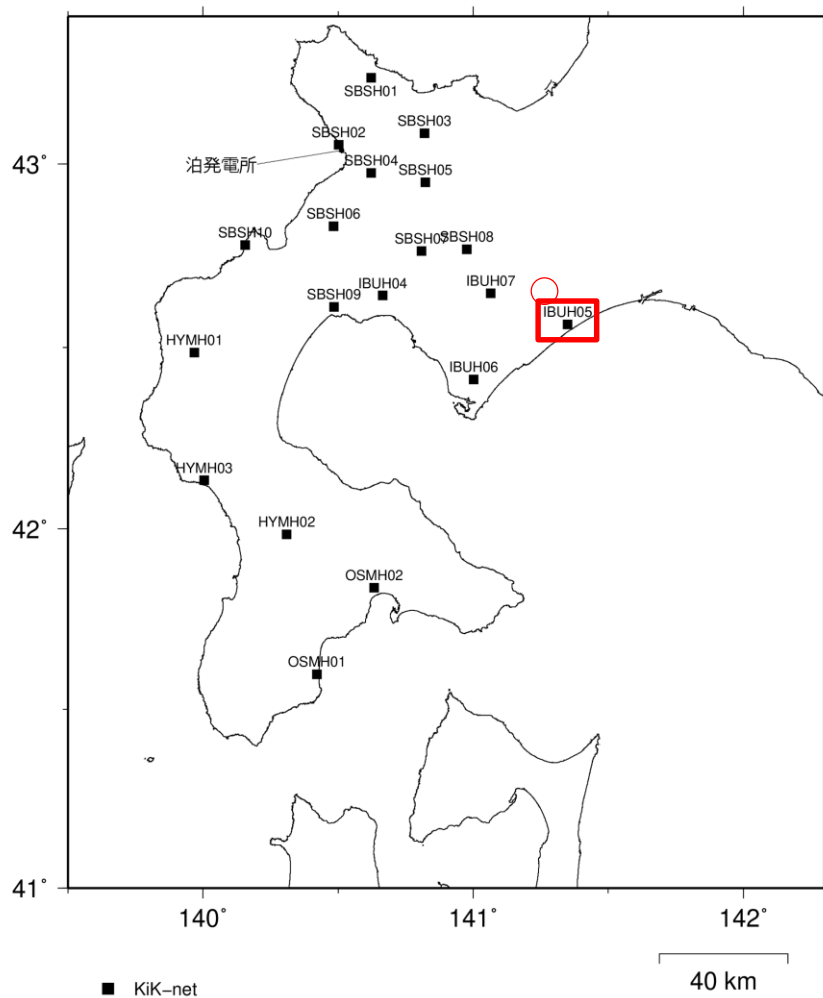 SBSH01
SBSH03
SBSH02
43°
泊発電所
SBSH04
SBSH05
SBSH06
SBSH10
SBSH07
SBSH08
IBUH04
IBUH07
SBSH09
IBUH05
HYMH01
IBUH06
HYMH03
42°
HYMH02
OSMH02
OSMH01
41°
140°
141°
142°
KiK-net
40 km